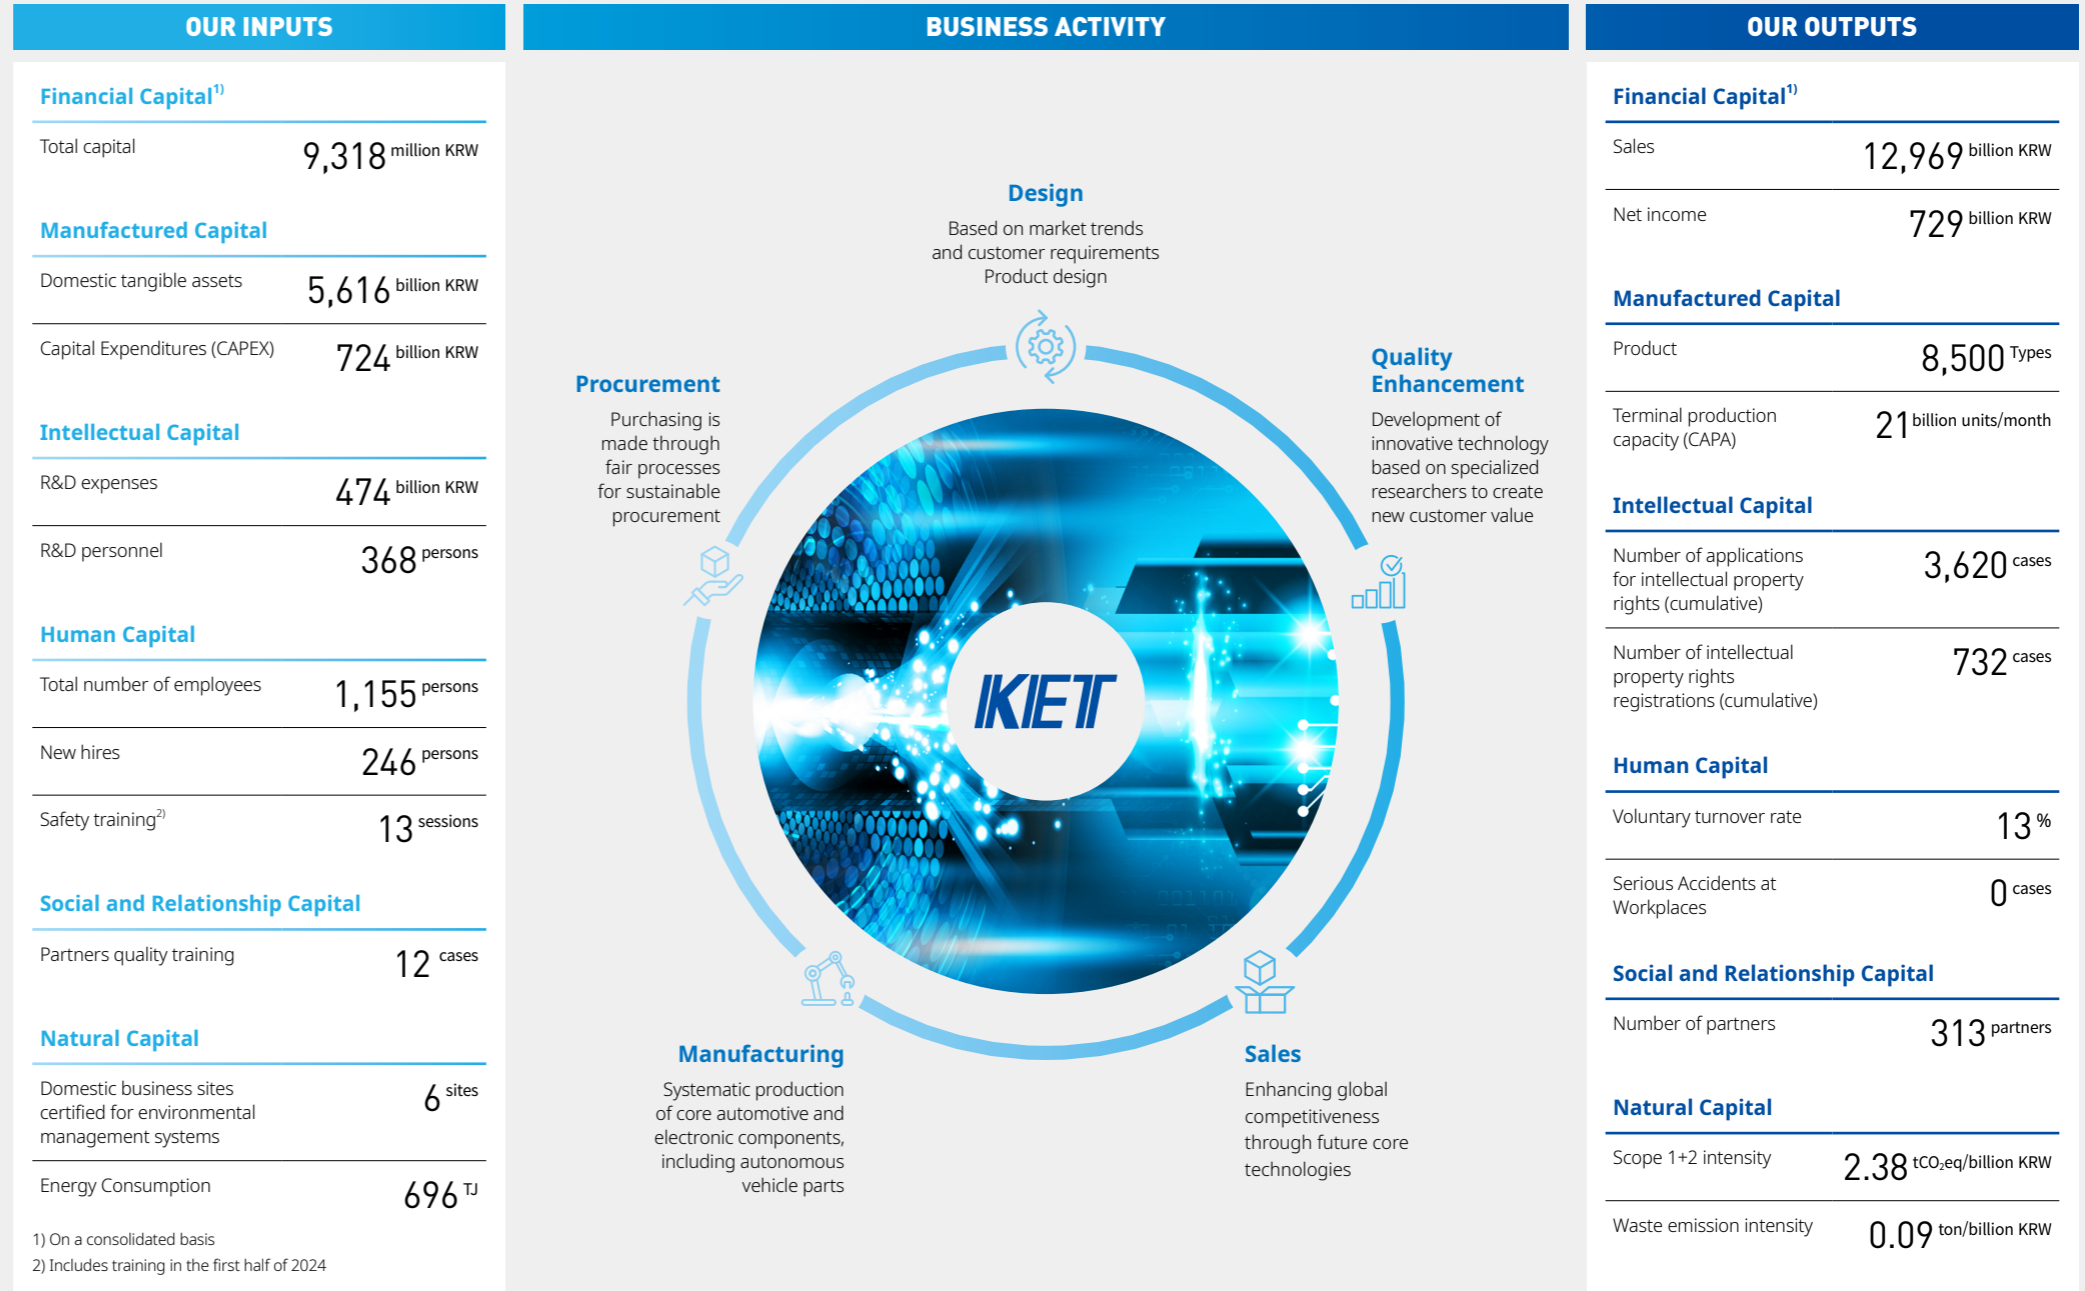 OUR INPUTS
Financial Capital1)
Total capital 9,318 million KRW
Manufactured Capital
Domestic tangible assets 5,616 billion KRW
Capital Expenditures (CAPEX) 724 billion KRW
Intellectual Capital
R&D expenses 474 billion KRW
R&D personnel 368 persons
Human Capital
Total number of employees 1,155 persons
New hires 246 persons
Safety training2) 13 sessions
Social and Relationship Capital
Partners quality training 12 cases
Natural Capital
Domestic business sites
certified for environmental
management systems
6 sites
Energy Consumption 696 TJ
1) On a consolidated basis
2) Includes training in the first half of 2024
BUSINESS ACTIVITY
Design
Based on market trends
and customer requirements
Product design
Quality
Enhancement
Development of
innovative technology
based on specialized
researchers to create
new customer value
Sales
Enhancing global
competitiveness
through future core
technologies
Manufacturing
Systematic production
of core automotive and
electronic components,
including autonomous
vehicle parts
Procurement
Purchasing is
made through
fair processes
for sustainable
procurement
KET
OUR OUTPUTS
Financial Capital1)
Sales 12,969 billion KRW
Net income 729 billion KRW
Manufactured Capital
Product 8,500 Types
Terminal production
capacity (CAPA)
21 billion units/month
Intellectual Capital
Number of applications
for intellectual property
rights (cumulative)
3,620 cases
Number of intellectual
property rights
registrations (cumulative)
732 cases
Human Capital
Voluntary turnover rate 13 %
Serious Accidents at
Workplaces
0 cases
Social and Relationship Capital
Number of partners 313 partners
Natural Capital
Scope 1+2 intensity 2.38 tCO₂eq/billion KRW
Waste emission intensity 0.09 ton/billion KRW